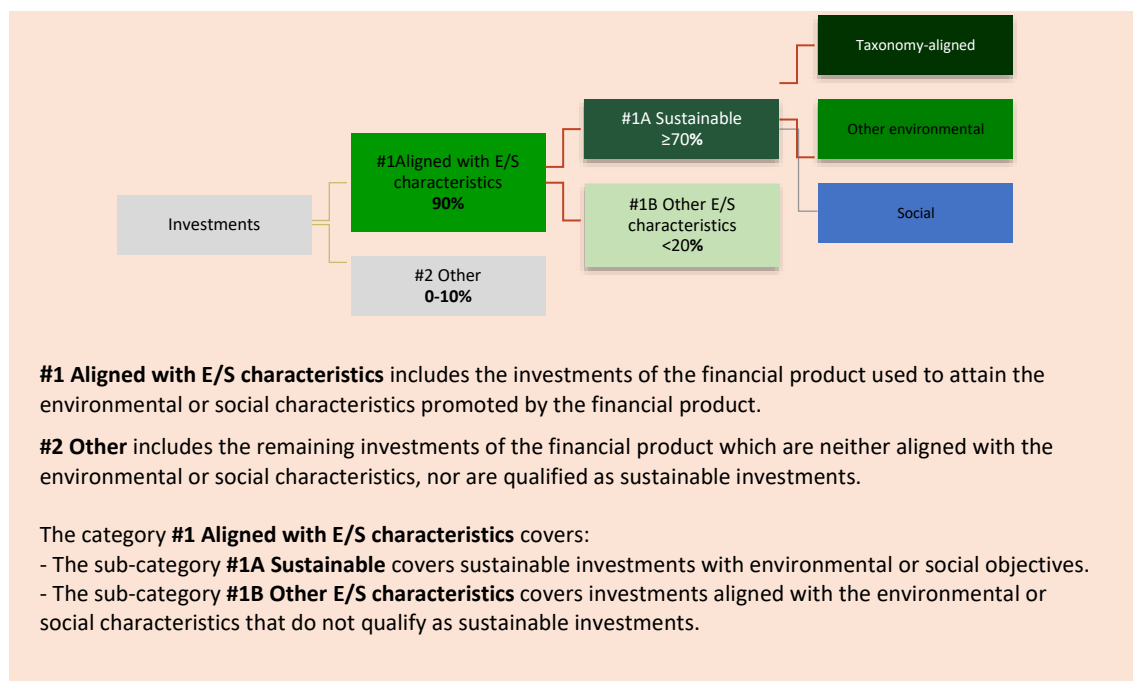 Taxonomy-aligned
#1A Sustainable
≥70%
Other environmental
#1Aligned with E/S
characteristics
90%
#1B Other E/S
characteristics
<20%
Social
Investments
#2 Other
0-10%
#1 Aligned with E/S characteristics includes the investments of the financial product used to attain the
environmental or social characteristics promoted by the financial product.
#2 Other includes the remaining investments of the financial product which are neither aligned with the
environmental or social characteristics, nor are qualified as sustainable investments.
The category #1 Aligned with E/S characteristics covers:
- The sub-category #1A Sustainable covers sustainable investments with environmental or social objectives.
- The sub-category #1B Other E/S characteristics covers investments aligned with the environmental or
social characteristics that do not qualify as sustainable investments.